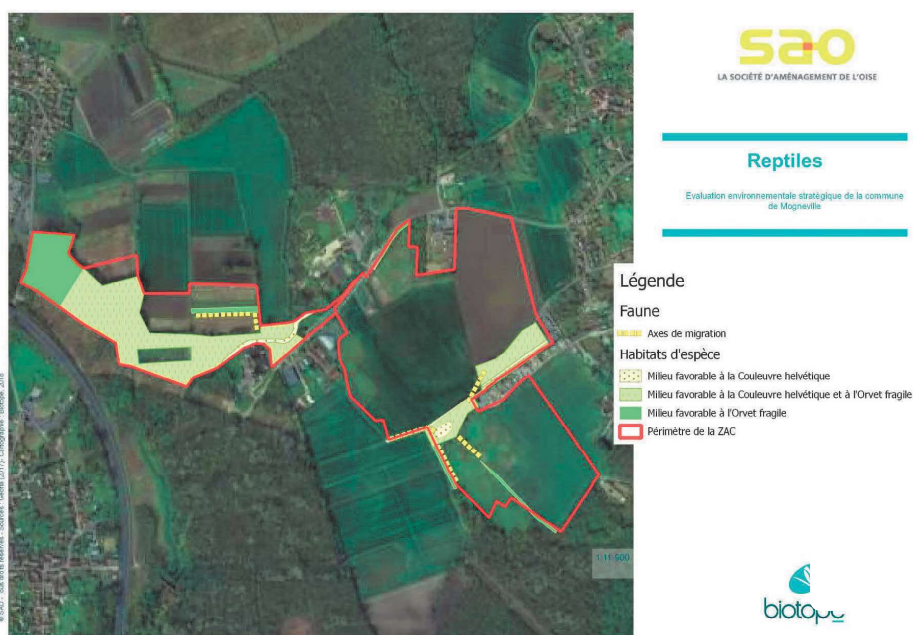 sao
LA SOCIÉTÉ D'AMÉNAGEMENT DE L'OISE
Reptiles
Evaluation environnementale stratégique de la commune
de Mogneville
Légende
Faune
Axes de migration
Habitats d'espèce
Milieu favorable à la Couleuvre helvétique
Milieu favorable à la Couleuvre helvétique et à l'Orvet fragile
Milieu favorable à l'Orvet fragile
Périmètre de la ZAC
1:11 500
biotope